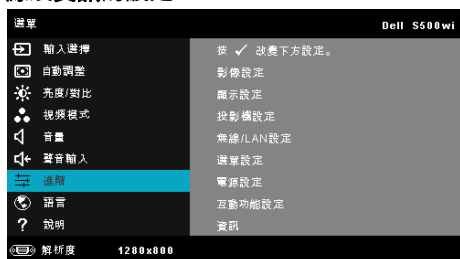 選單 Dell S500wi
輸入選擇
自動調整
亮度/對比
視頻模式
音量
聲音輸入
進階
語言
說明
按 ✓ 改變下方設定。
影像設定
顯示設定
投影機設定
無線/LAN設定
選單設定
電源設定
互動功能設定
資訊
解析度 1280x800